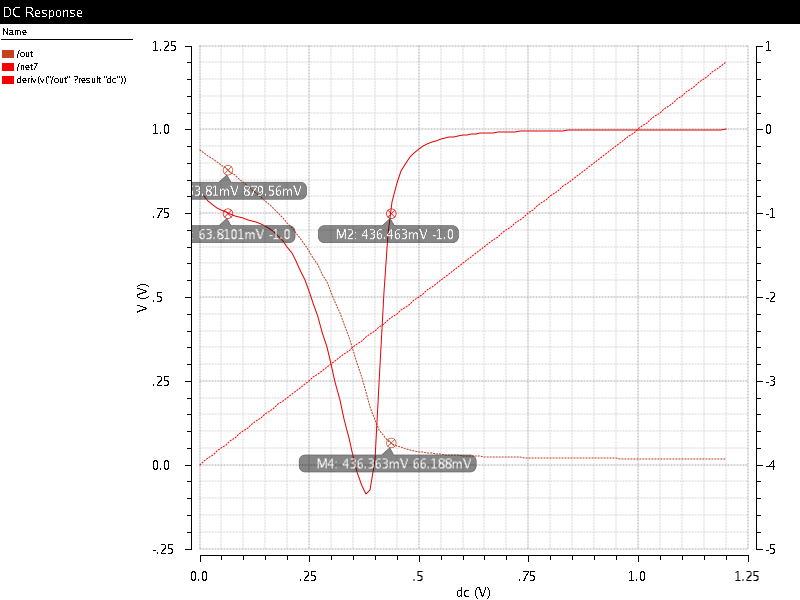 DC Response
Name
/out
/net7
deriv(v("/out" ?result "dc"))
1.25
1.0
.75
.5
.25
0.0
-.25
V (V)
1
0
-1
-2
-3
-4
-5
3.81mV 879.56mV
63.8101mV -1.0
M2: 436.463mV -1.0
M4: 436.363mV 66.188mV
0.0
.25
.5
.75
1.0
1.25
dc (V)